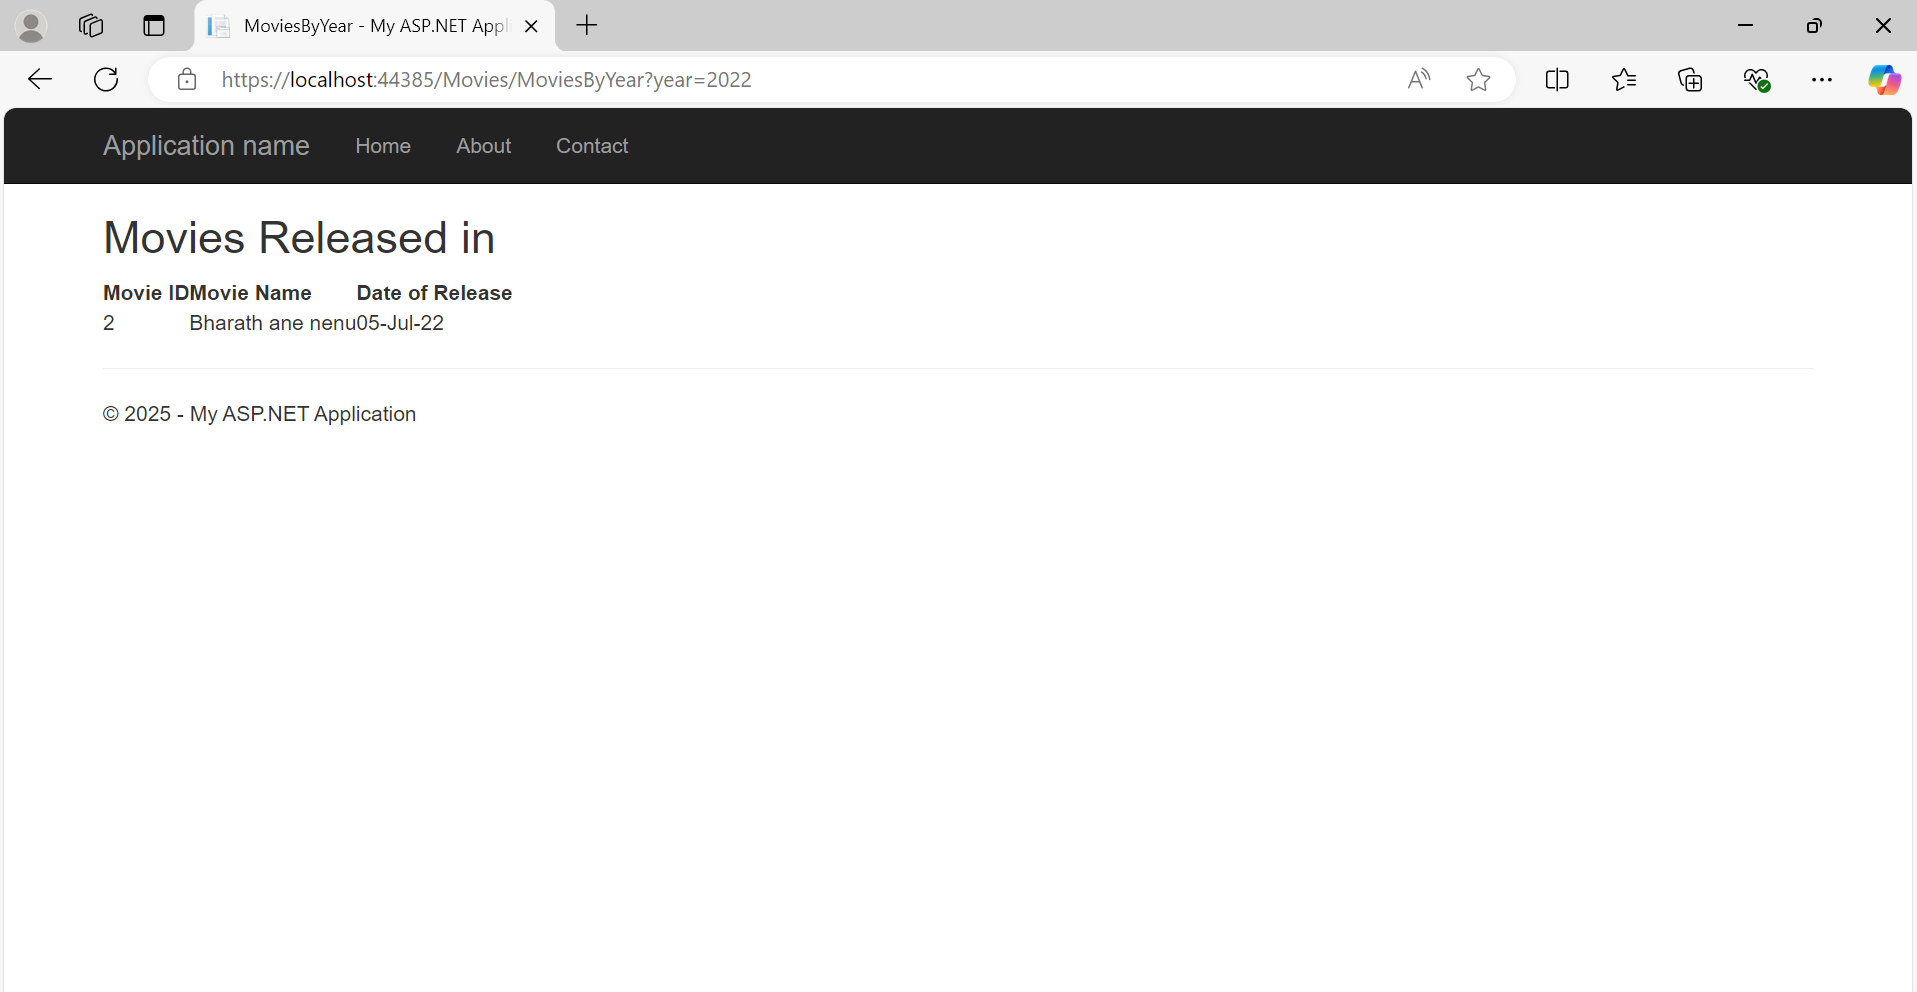 MoviesByYear - My ASP.NET Appl
https://localhost:44385/Movies/MoviesByYear?year=2022
Application name Home About Contact
Movies Released in
Movie ID Movie Name Date of Release
2 Bharath ane nenu 05-Jul-22
© 2025 - My ASP.NET Application